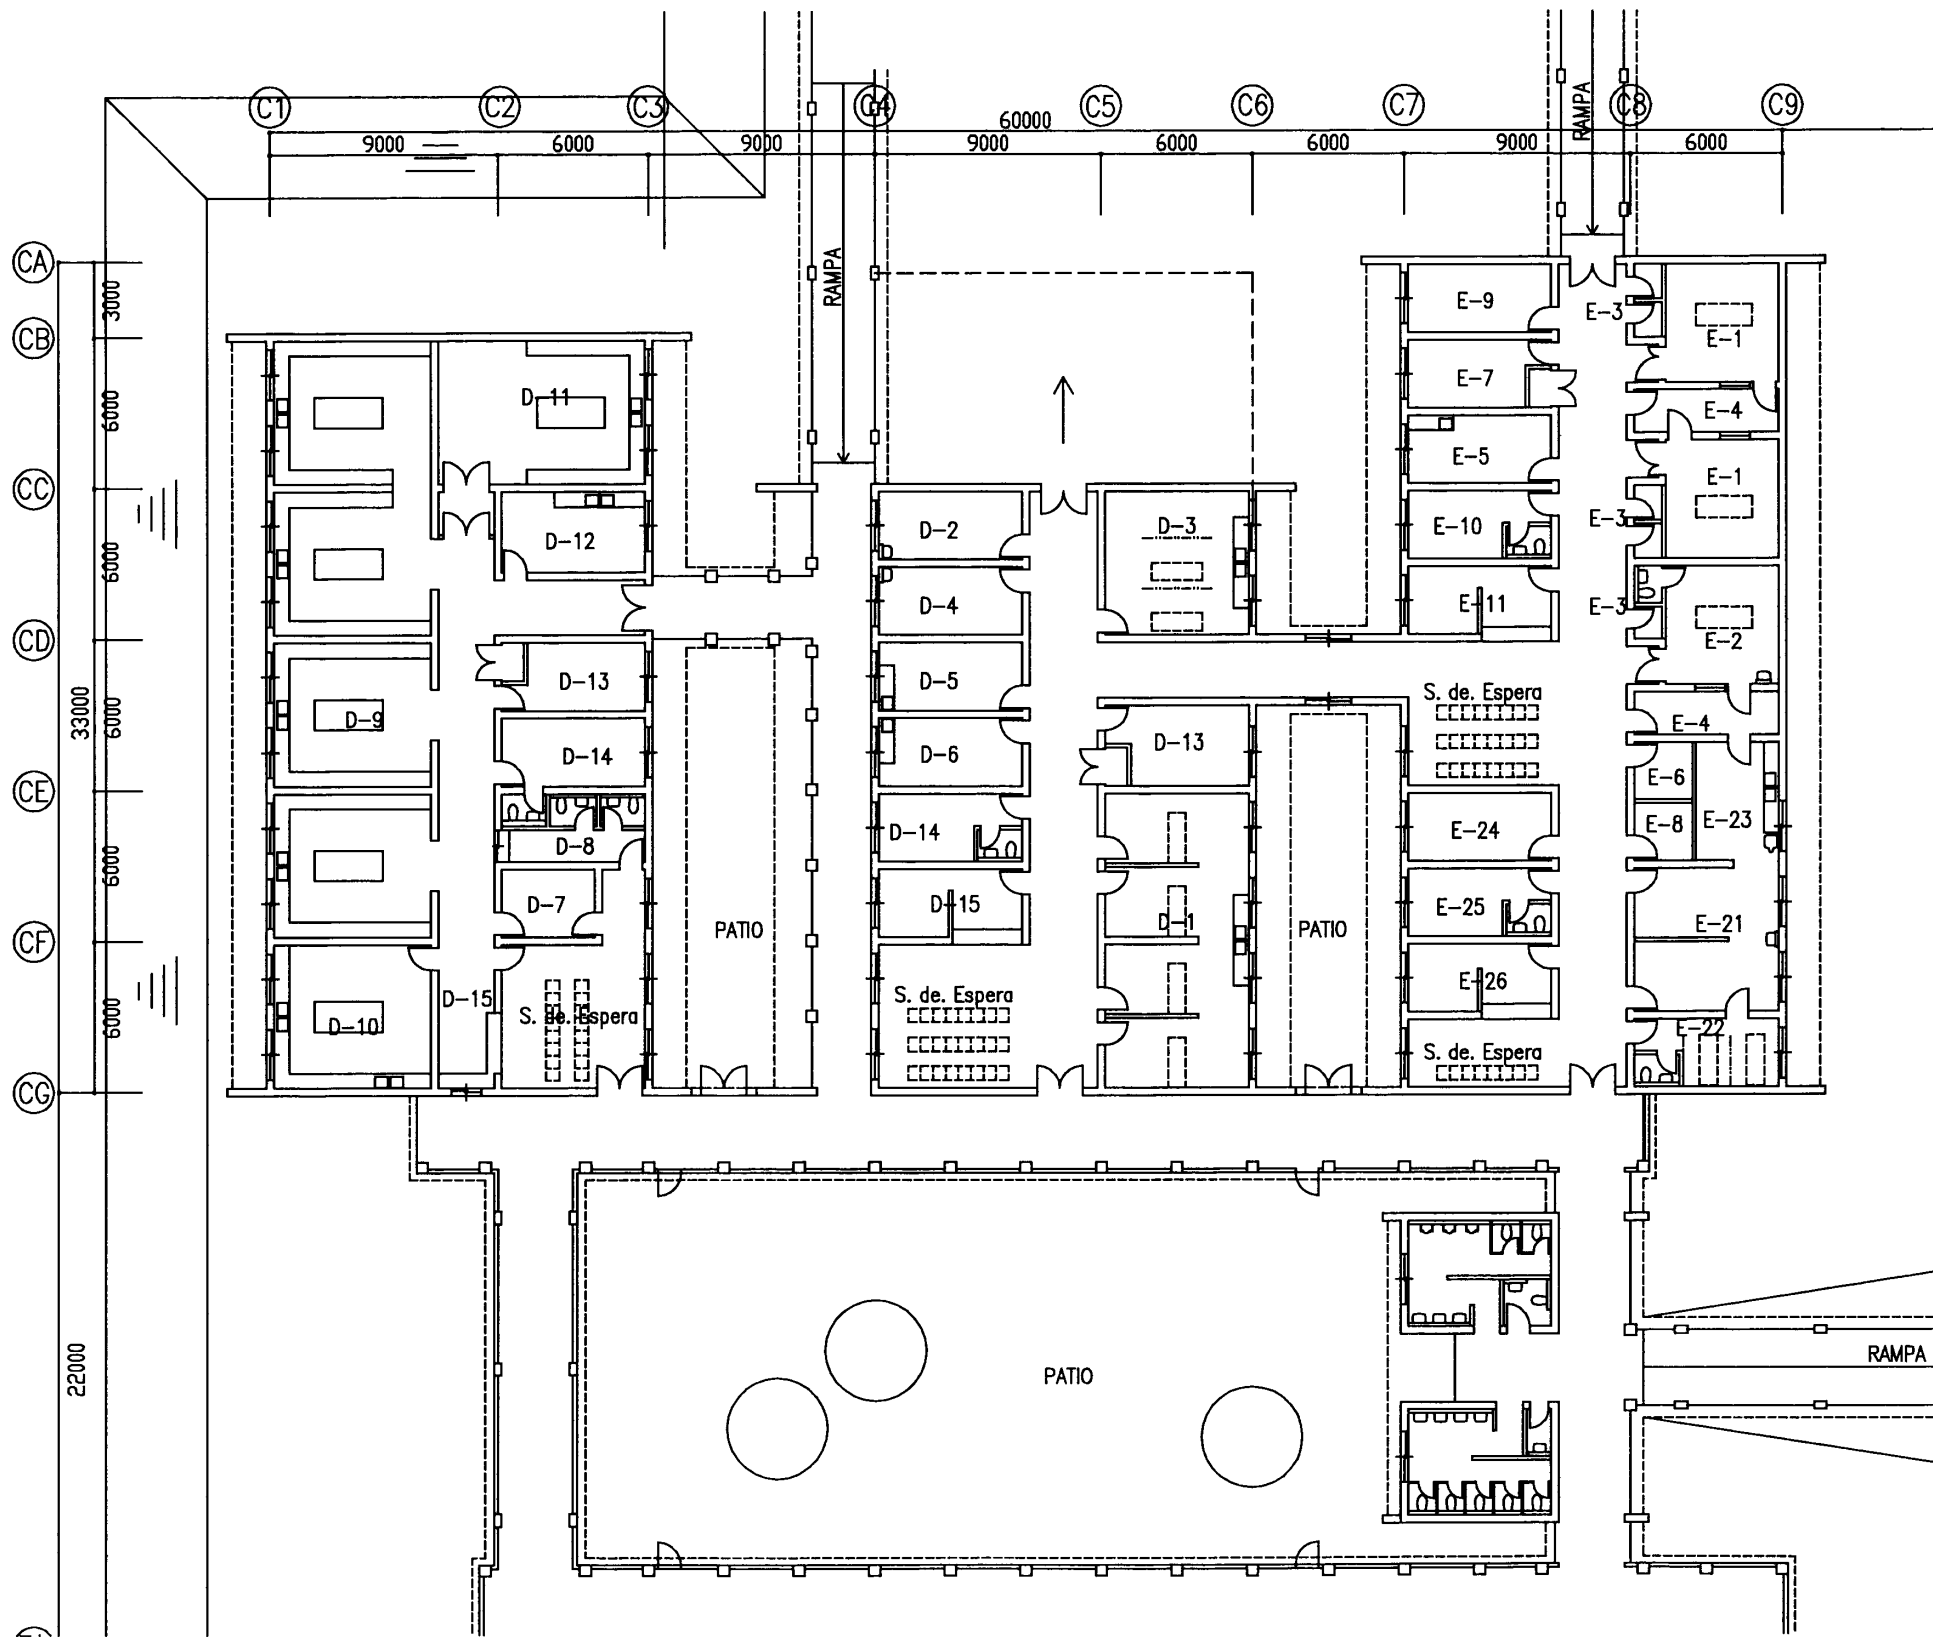 C1 C2 C3 C4 C5 C6 C7 C8 C9
60000
9000 6000 9000 9000 6000 6000 9000 6000
RAMPA
RAMPA
CA
3000
CB
6000
CC
6000
CD
33000
6000
CE
6000
CF
6000
CG
22000
E-9
E-3
E-1
E-7
D-11
E-4
E-5
E-1
D-12
D-2
D-3
E-10
E-3
D-4
E-11
E-3
E-2
D-13
D-5
S. de. Espera
D-9
E-4
D-14
D-6
D-13
E-6
D-8
D-14
E-24
E-8
E-23
D-7
D-15
D-1
E-25
E-21
PATIO
PATIO
D-15
S. de. Espera
E-26
D-10
S. de. Espera
E-22
S. de. Espera
PATIO
RAMPA